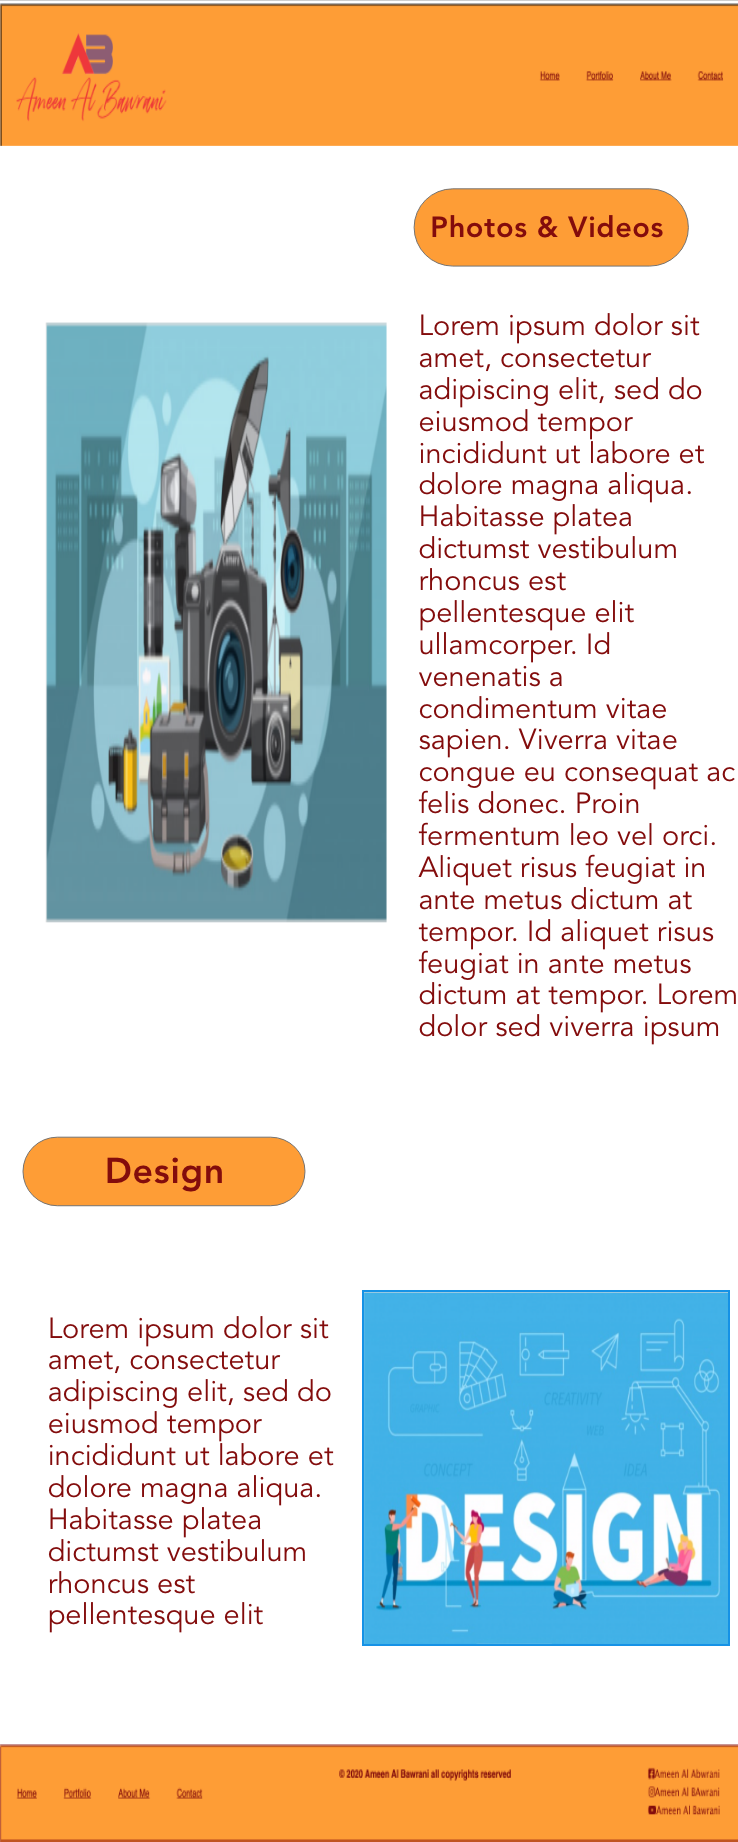 AB
Ameen Al Bawrani
Home Portfolio About Me Contact
Photos & Videos
Camera
Lorem ipsum dolor sit
amet, consectetur
adipiscing elit, sed do
eiusmod tempor
incididunt ut labore et
dolore magna aliqua.
Habitasse platea
dictumst vestibulum
rhoncus est
pellentesque elit
ullamcorper. Id
venenatis a
condimentum vitae
sapien. Viverra vitae
congue eu consequat ac
felis donec. Proin
fermentum leo vel orci.
Aliquet risus feugiat in
ante metus dictum at
tempor. Id aliquet risus
feugiat in ante metus
dictum at tempor. Lorem
dolor sed viverra ipsum
Design
Lorem ipsum dolor sit
amet, consectetur
adipiscing elit, sed do
eiusmod tempor
incididunt ut labore et
dolore magna aliqua.
Habitasse platea
dictumst vestibulum
rhoncus est
pellentesque elit
CREATIVITY
GRAPHIC
WEB
CONCEPT
IDEA
DESIGN
Home Portfolio About Me Contact
© 2020 Ameen Al Bawrani all copyrights reserved
Ameen Al Abwrani
Ameen Al BAwrani
Ameen Al Bawrani